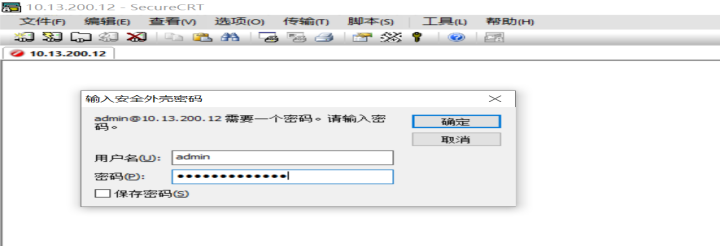 10.13.200.12 - SecureCRT
文件(F) 编辑(E) 查看(V) 选项(O) 传输(T) 脚本(S) 工具(L) 帮助(H)
10.13.200.12
输入安全外壳密码
admin@10.13.200.12 需要一个密码。请输入密
码。
确定
取消
用户名(U): admin
密码(P): ●●●●●●●●●●●●●
保存密码(S)